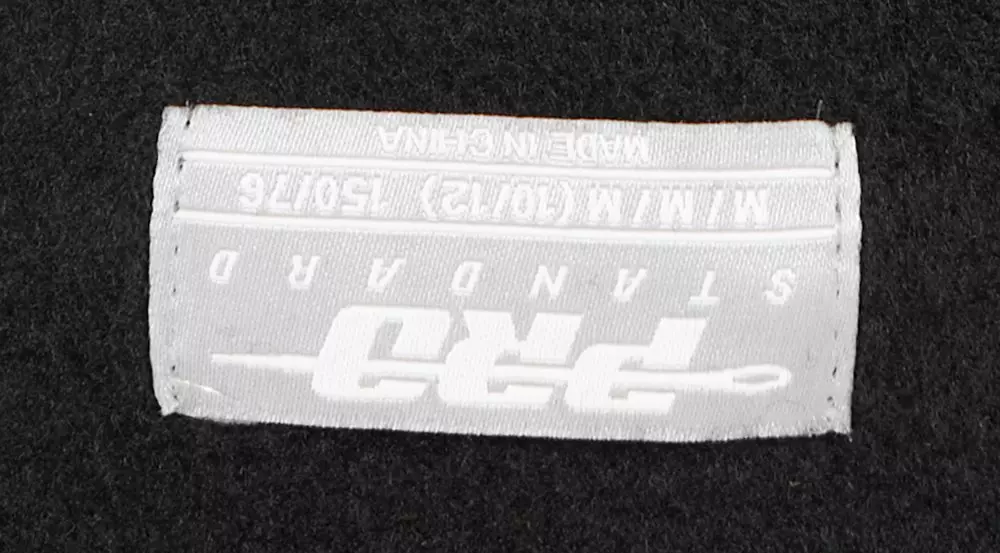 PRO
STANDARD
M / M / M (10/12) 150/76
MADE IN CHINA